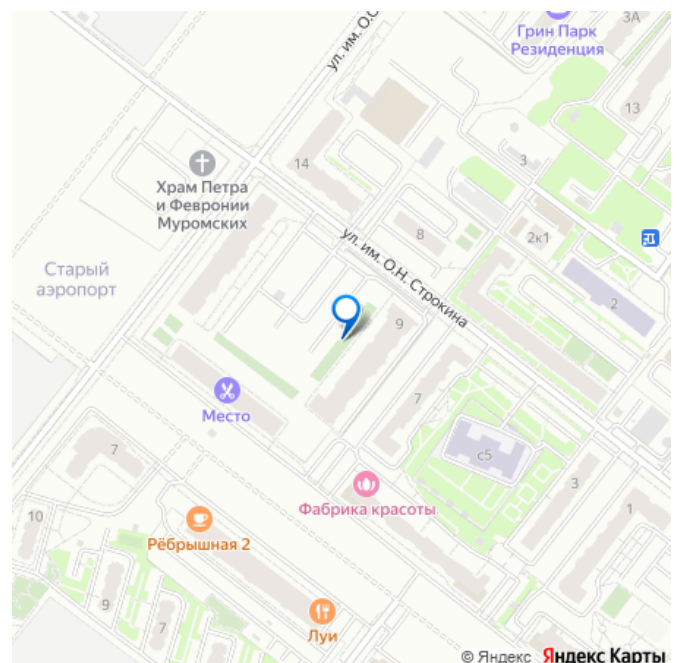 Грин Парк
Резиденция
3А
ул. им. О.С
13
14
3
Храм Петра
и Февронии
Муромских
8
2к1
ул. им. О.Н. Строкина
Старый
аэропорт
2
9
7
Место
7
с5
3
Фабрика красоты
1
10
Рёбрышная 2
9
7
Луи
© Яндекс Яндекс Карты